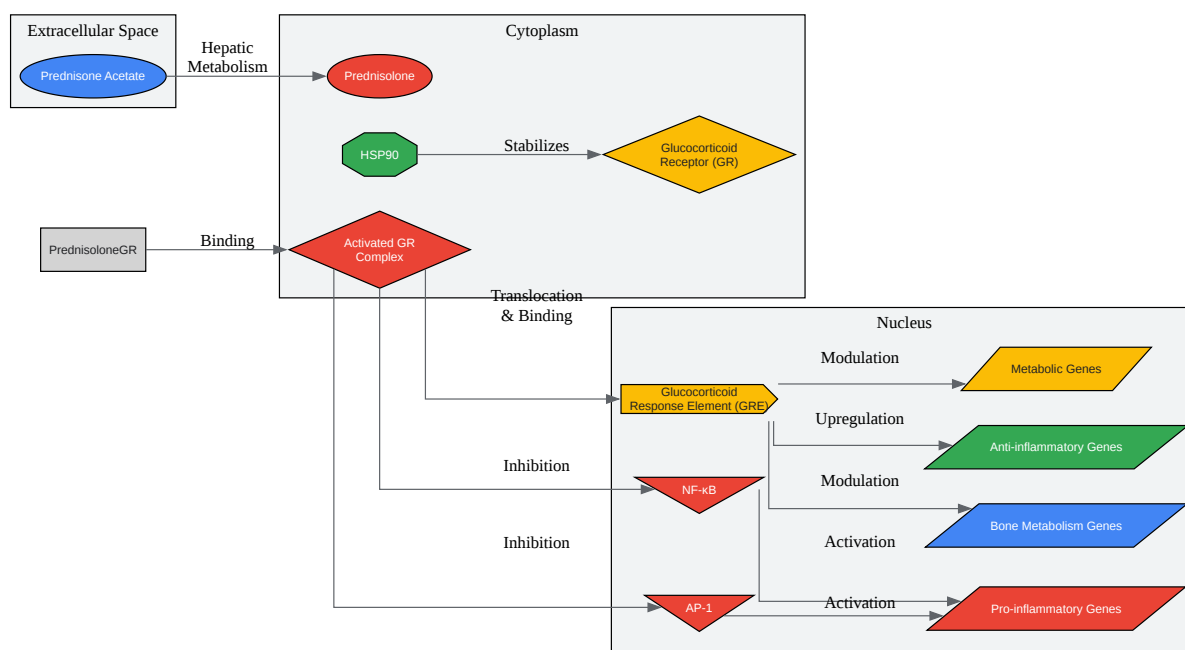 Extracellular Space
Prednisone Acetate
Hepatic
Metabolism
Cytoplasm
Prednisolone
HSP90
Stabilizes
Glucocorticoid
Receptor (GR)
PrednisoloneGR
Binding
Activated GR
Complex
Translocation
& Binding
Nucleus
Glucocorticoid
Response Element (GRE)
Modulation
Metabolic Genes
Upregulation
Anti-inflammatory Genes
Inhibition
NF-κB
Modulation
Bone Metabolism Genes
Inhibition
Activation
AP-1
Activation
Pro-inflammatory Genes